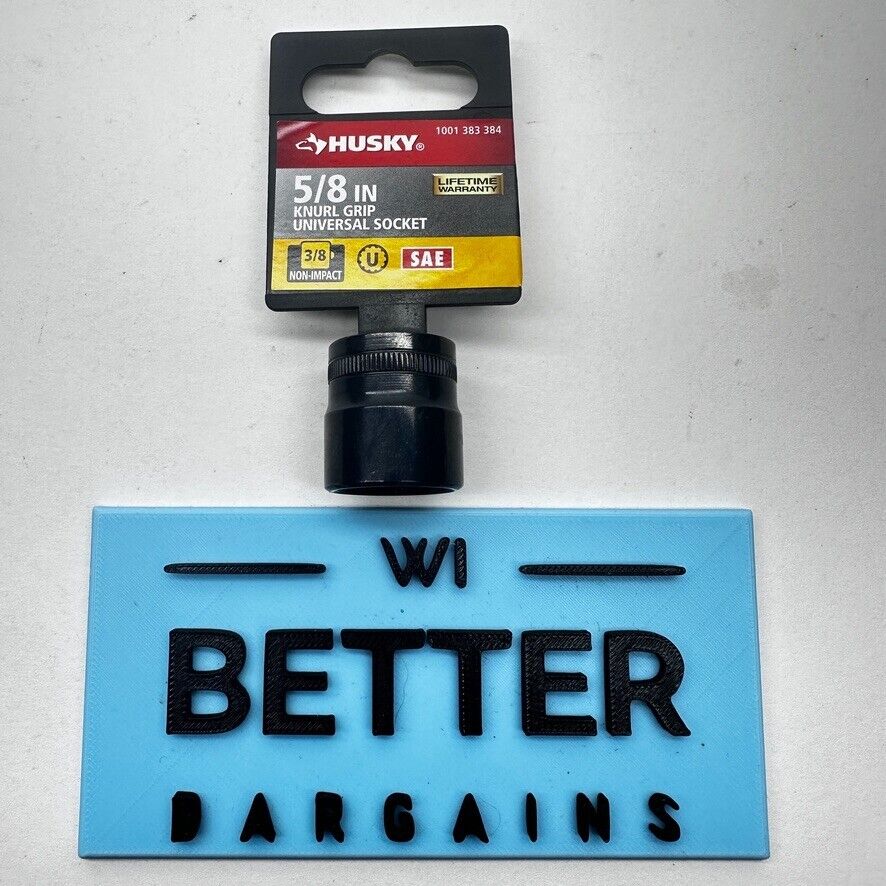 HUSKY® 1001 383 384
5/8 IN
LIFETIME
WARRANTY
KNURL GRIP
UNIVERSAL SOCKET
3/8 U SAE
NON-IMPACT
WI
BETTER
BARGAINS